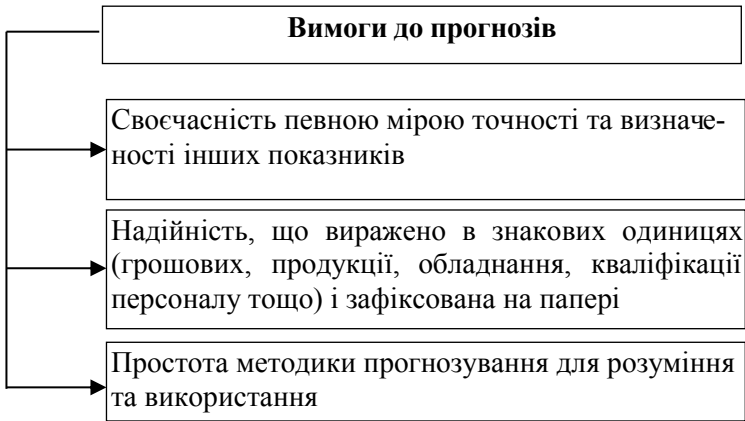 Вимоги до прогнозів
Своєчасність певною мірою точності та визначе-
ності інших показників
Надійність, що виражено в знакових одиницях
(грошових, продукції, обладнання, кваліфікації
персоналу тощо) і зафіксована на папері
Простота методики прогнозування для розуміння
та використання